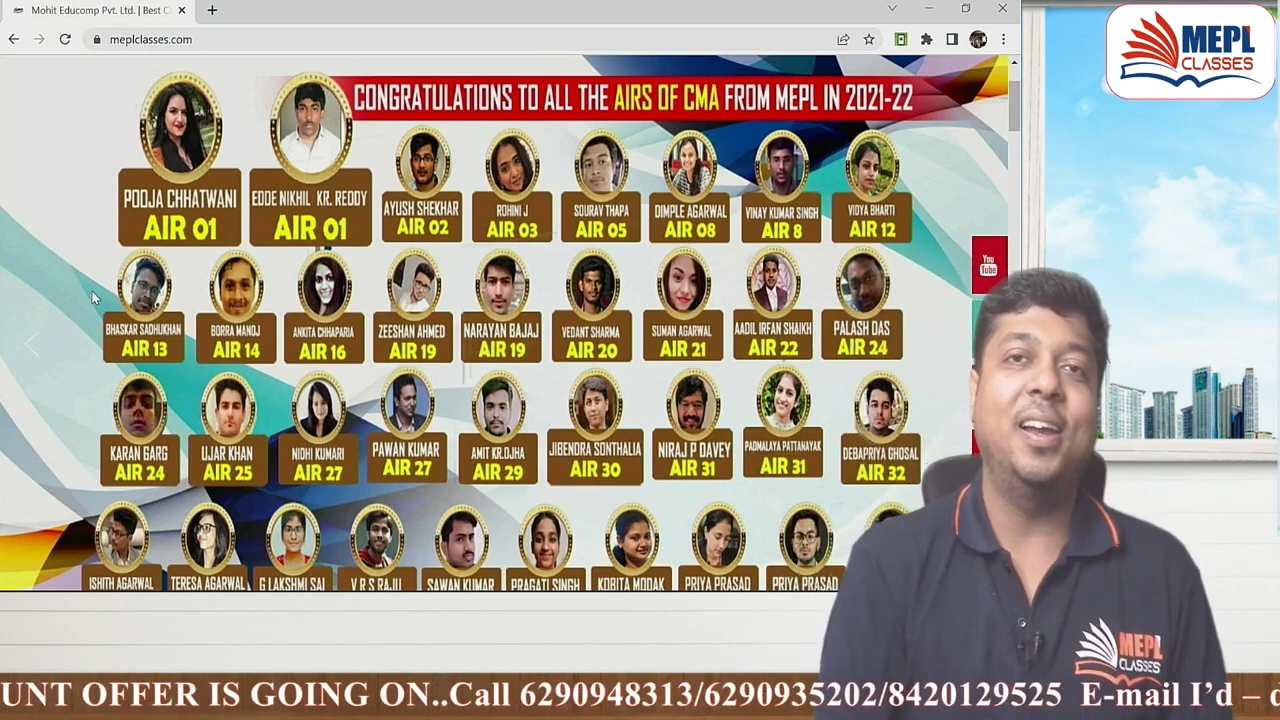 Mohit Educomp Pvt. Ltd. | Best C
meplclasses.com
MEPL
CLASSES
CONGRATULATIONS TO ALL THE AIRS OF CMA FROM MEPL IN 2021-22
POOJA CHHATWANI
AIR 01
EDDE NIKHIL KR. REDDY
AIR 01
AYUSH SHEKHAR
AIR 02
ROHINI J
AIR 03
SOURAV THAPA
AIR 05
DIMPLE AGARWAL
AIR 08
VINAY KUMAR SINGH
AIR 8
VIDYA BHARTI
AIR 12
You
Tube
BHASKAR SADHUKHAN
AIR 13
BORRA MANOJ
AIR 14
ANKITA CHHAPARIA
AIR 16
ZEESHAN AHMED
AIR 19
NARAYAN BAJAJ
AIR 19
VEDANT SHARMA
AIR 20
SUMAN AGARWAL
AIR 21
AADIL IRFAN SHAIKH
AIR 22
PALASH DAS
AIR 24
KARAN GARG
AIR 24
UJAR KHAN
AIR 25
NIDHI KUMARI
AIR 27
PAWAN KUMAR
AIR 27
AMIT KR.OJHA
AIR 29
JIBENDRA SONTHALIA
AIR 30
NIRAJ P DAVEY
AIR 31
PADMALAYA PATTANAYAK
AIR 31
DEBAPRIYA GHOSAL
AIR 32
ISHITH AGARWAL
TERESA AGARWAL
G LAKSHMI SAI
V R S RAJU
SAWAN KUMAR
PRAGATI SINGH
KOBITA MODAK
PRIYA PRASAD
PRIYA PRASAD
MEPL
CLASSES
UNT OFFER IS GOING ON..Call 6290948313/6290935202/8420129525 E-mail I'd –